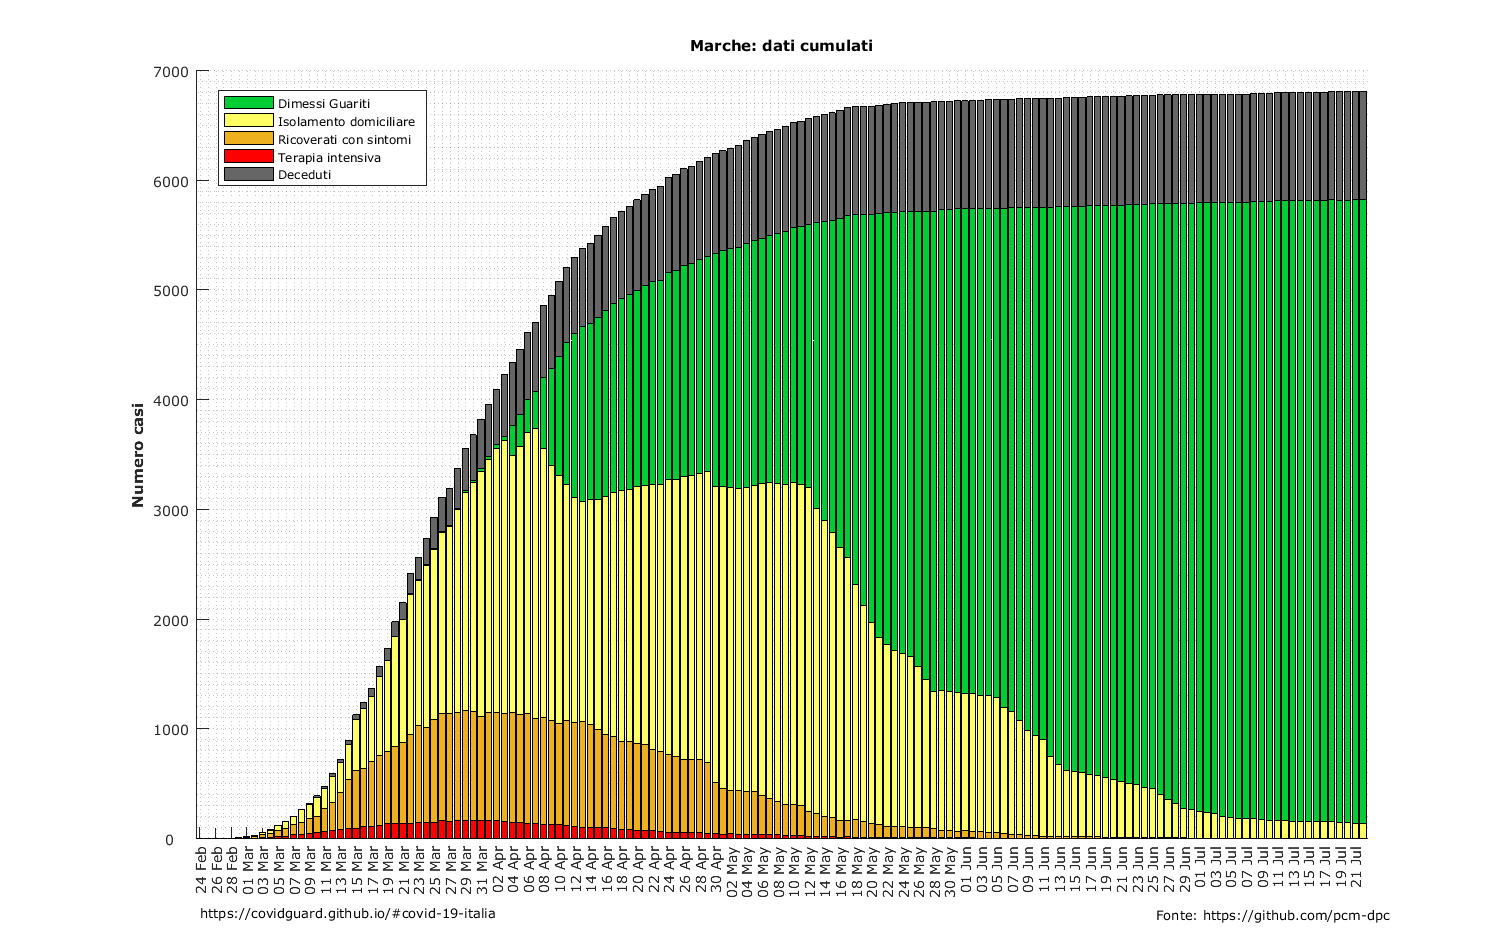 Marche: dati cumulati
7000
6000
5000
4000
3000
2000
1000
0
Numero casi
Dimessi Guariti
Isolamento domiciliare
Ricoverati con sintomi
Terapia intensiva
Deceduti
24 Feb
26 Feb
28 Feb
01 Mar
03 Mar
05 Mar
07 Mar
09 Mar
11 Mar
13 Mar
15 Mar
17 Mar
19 Mar
21 Mar
23 Mar
25 Mar
27 Mar
29 Mar
31 Mar
02 Apr
04 Apr
06 Apr
08 Apr
10 Apr
12 Apr
14 Apr
16 Apr
18 Apr
20 Apr
22 Apr
24 Apr
26 Apr
28 Apr
30 Apr
02 May
04 May
06 May
08 May
10 May
12 May
14 May
16 May
18 May
20 May
22 May
24 May
26 May
28 May
30 May
01 Jun
03 Jun
05 Jun
07 Jun
09 Jun
11 Jun
13 Jun
15 Jun
17 Jun
19 Jun
21 Jun
23 Jun
25 Jun
27 Jun
29 Jun
01 Jul
03 Jul
05 Jul
07 Jul
09 Jul
11 Jul
13 Jul
15 Jul
17 Jul
19 Jul
21 Jul
https://covidguard.github.io/#covid-19-italia
Fonte: https://github.com/pcm-dpc